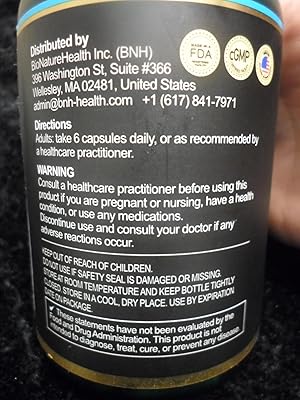 Distributed by
BioNatureHealth Inc. (BNH)
396 Washington St, Suite #366
Wellesley, MA 02481, United States
admin@bnh-health.com +1 (617) 841-7971
FDA
cGMP
Directions
Adults: take 6 capsules daily, or as recommended by
a healthcare practitioner.
WARNING
Consult a healthcare practitioner before using this
product if you are pregnant or nursing, have a health
condition, or use any medications.
Discontinue use and consult your doctor if any
adverse reactions occur.
KEEP OUT OF REACH OF CHILDREN.
DO NOT USE IF SAFETY SEAL IS DAMAGED OR MISSING.
STORE AT ROOM TEMPERATURE AND KEEP BOTTLE TIGHTLY
CLOSED. STORE IN A COOL, DRY PLACE. USE BY EXPIRATION
DATE ON PACKAGE.
These statements have not been evaluated by the
Food and Drug Administration. This product is not
intended to diagnose, treat, cure, or prevent any disease